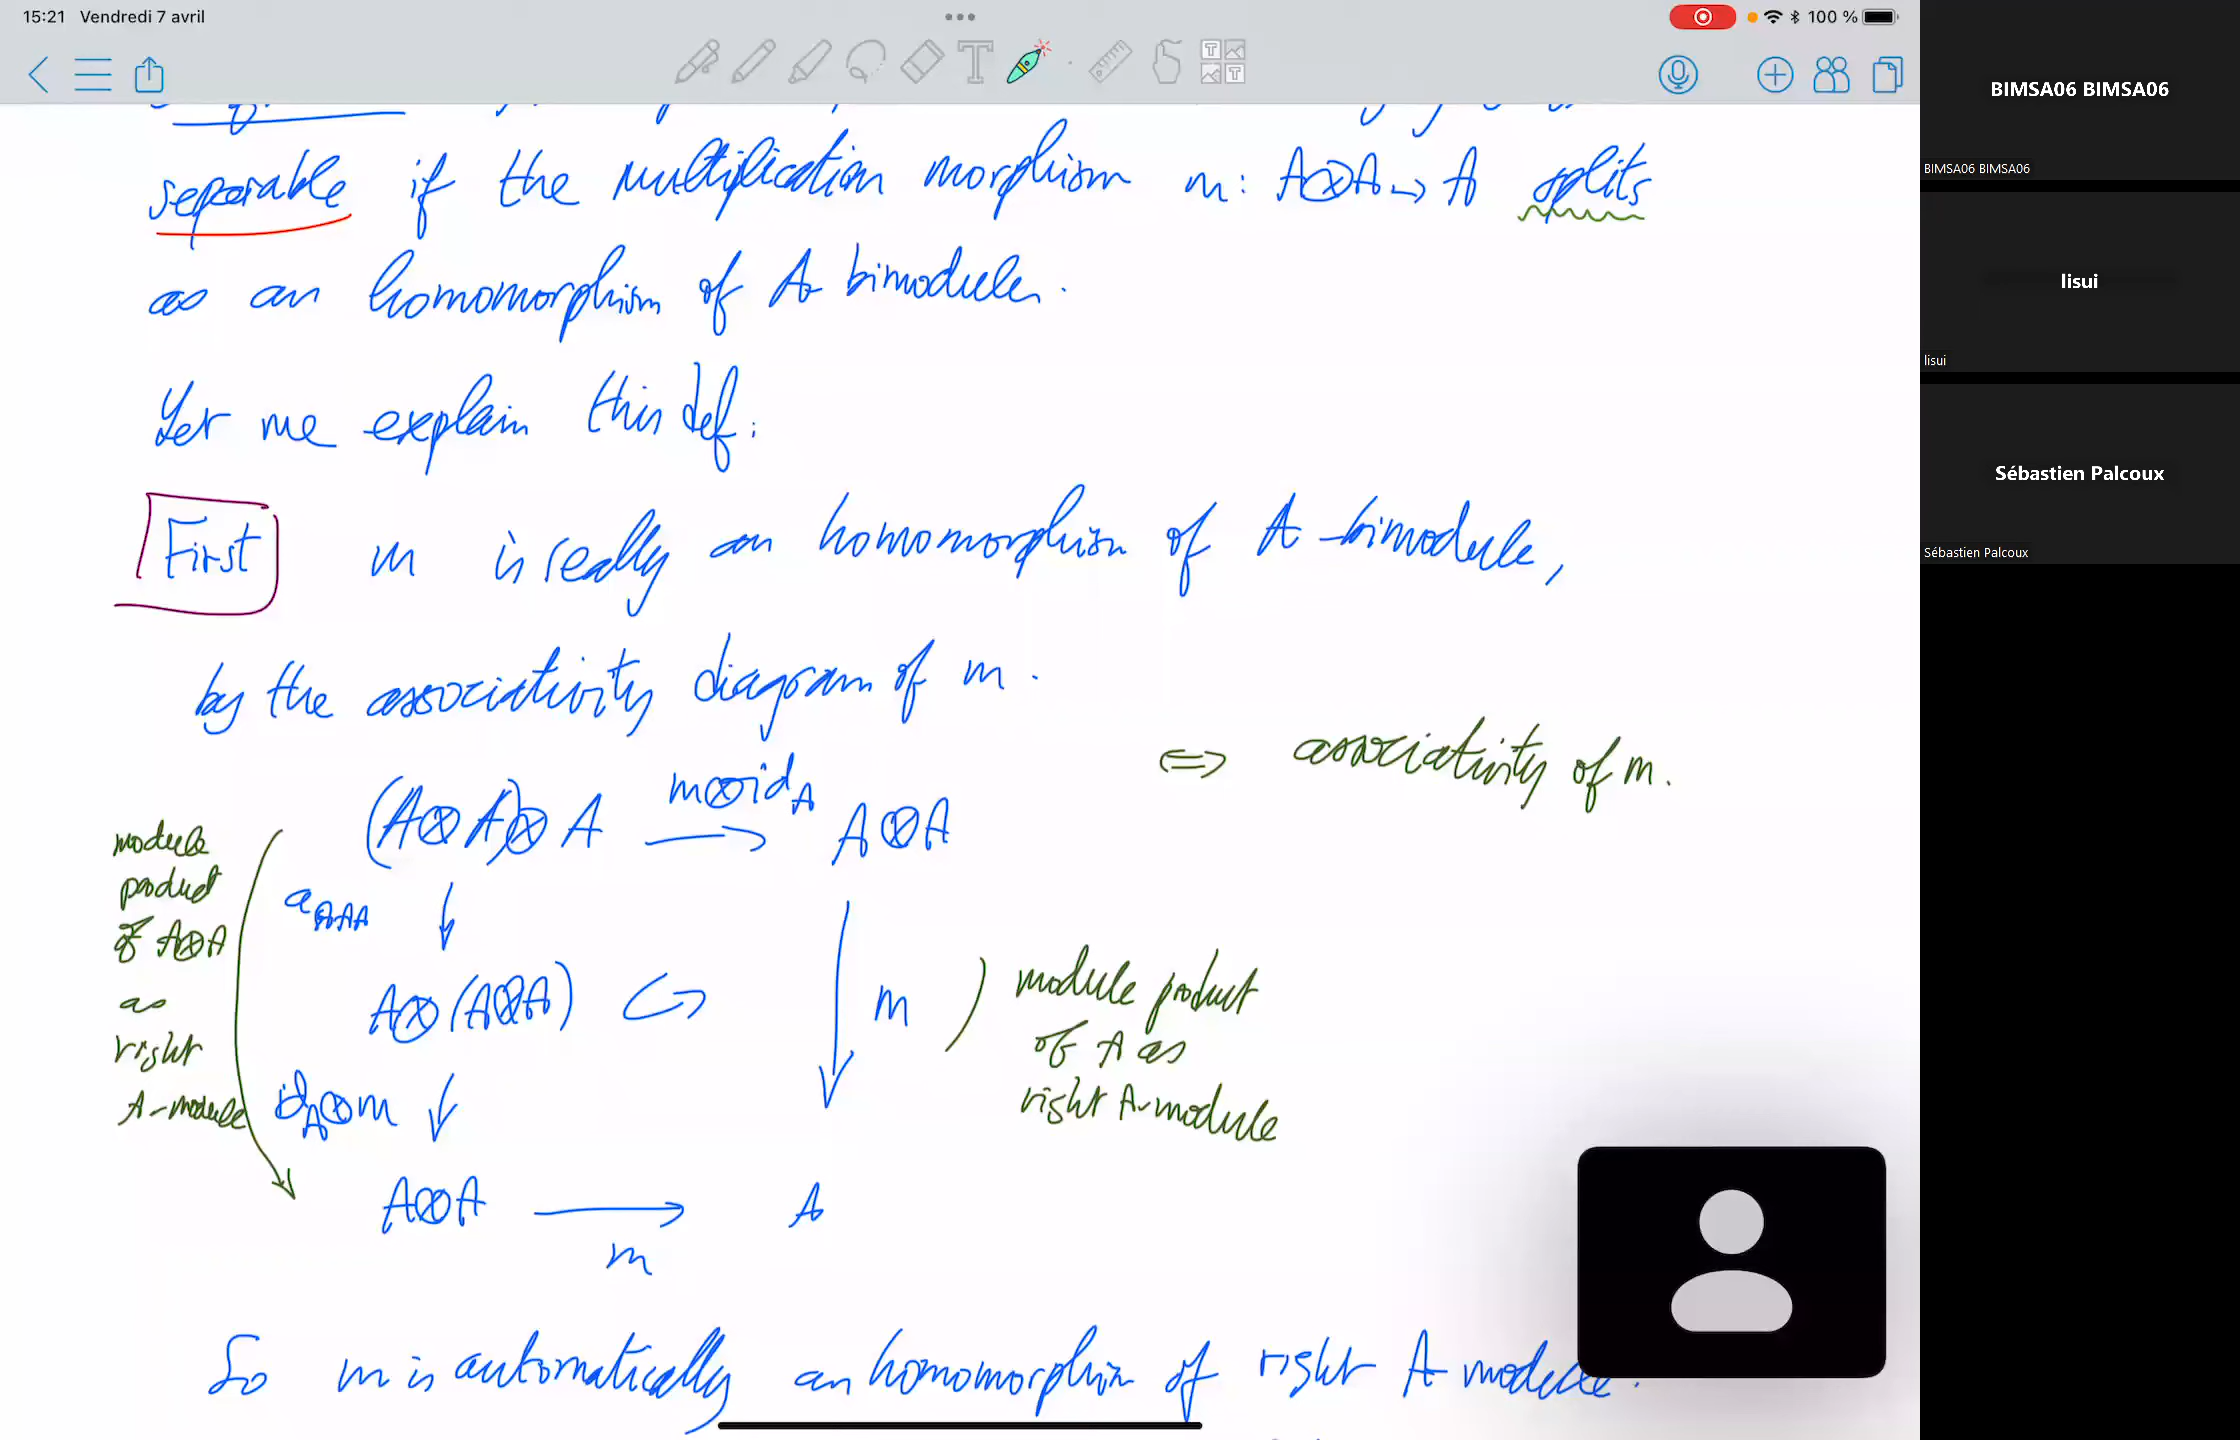 15:21 Vendredi 7 avril
100 %
BIMSA06 BIMSA06
BIMSA06 BIMSA06
lisui
lisui
Sébastien Palcoux
Sébastien Palcoux
separable if the multiplication morphism m: A⊗A → A splits
as an homomorphism of A bimodules.
Let me explain this def:
First m is really an homomorphism of A-bimodule,
by the associativity diagram of m.
⇔ associativity of m.
(A⊗A)⊗A m⊗id_A → A⊗A
module
product
of A⊗A
as
right
A-module
a_AAA ↓
A⊗(A⊗A) ↓ m
id_A⊗m ↓
A⊗A → A
m
module product
of A as
right A-module
So m is automatically an homomorphism of right A module.